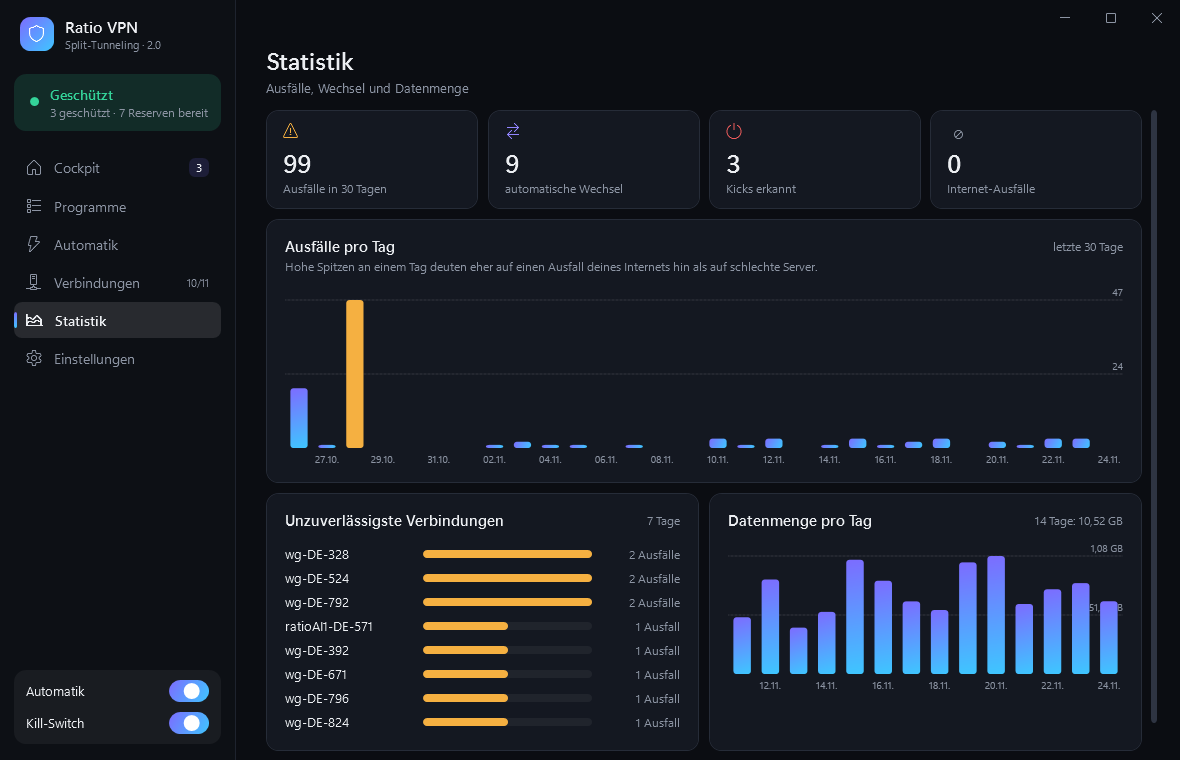 Ratio VPN
Split-Tunneling · 2.0
Geschützt
3 geschützt · 7 Reserven bereit
Cockpit 3
Programme
Automatik
Verbindungen 10/11
Statistik
Einstellungen
Automatik
Kill-Switch
Statistik
Ausfälle, Wechsel und Datenmenge
99
Ausfälle in 30 Tagen
9
automatische Wechsel
3
Kicks erkannt
0
Internet-Ausfälle
Ausfälle pro Tag letzte 30 Tage
Hohe Spitzen an einem Tag deuten eher auf einen Ausfall deines Internets hin als auf schlechte Server.
47
24
27.10. 29.10. 31.10. 02.11. 04.11. 06.11. 08.11. 10.11. 12.11. 14.11. 16.11. 18.11. 20.11. 22.11. 24.11.
Unzuverlässigste Verbindungen 7 Tage
wg-DE-328 2 Ausfälle
wg-DE-524 2 Ausfälle
wg-DE-792 2 Ausfälle
ratioAI1-DE-571 1 Ausfall
wg-DE-392 1 Ausfall
wg-DE-671 1 Ausfall
wg-DE-796 1 Ausfall
wg-DE-824 1 Ausfall
Datenmenge pro Tag 14 Tage: 10,52 GB
1,08 GB
12.11. 14.11. 16.11. 18.11. 20.11. 22.11. 24.11.